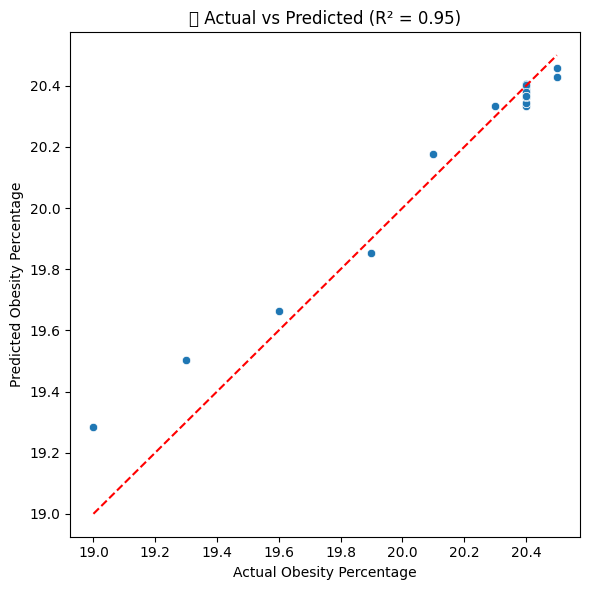 Actual vs Predicted (R² = 0.95)
20.4
20.2
20.0
19.8
19.6
19.4
19.2
19.0
Predicted Obesity Percentage
19.0 19.2 19.4 19.6 19.8 20.0 20.2 20.4
Actual Obesity Percentage